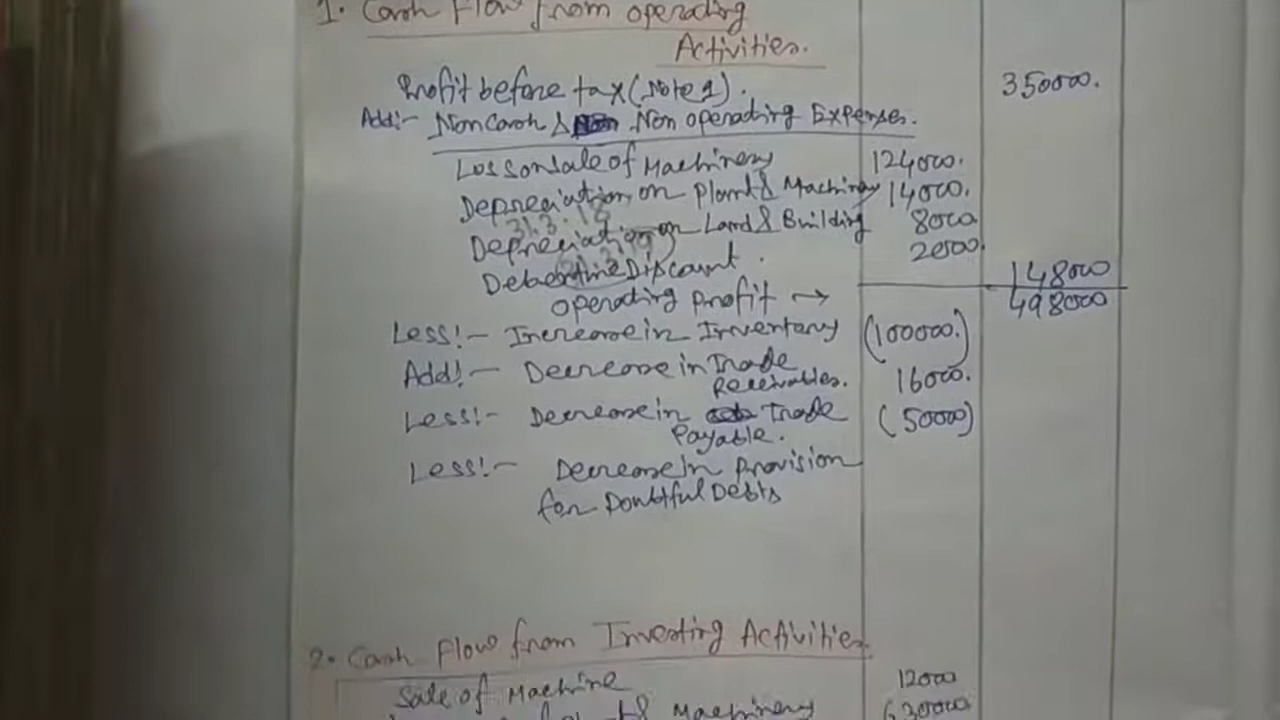 1. Cash Flow from operating
Activities.
Profit before tax (Note 1). 350000.
Add:- Non Cash & Non operating Expenses.
Loss on sale of Machinery 124000.
Depreciation on Plant & Machinery 14000.
Depreciation on Land & Building 8000
Debenture Discount. 2000.
148000
operating profit → 498000
Less:- Increase in Inventory (100000.)
Add:- Decrease in Trade
Receivables. 16000.
Less:- Decrease in Trade
Payable. (50000)
Less:- Decrease in provision
for Doubtful Debts
2. Cash Flow from Investing Activities
Sale of Machine 12000
Machinery